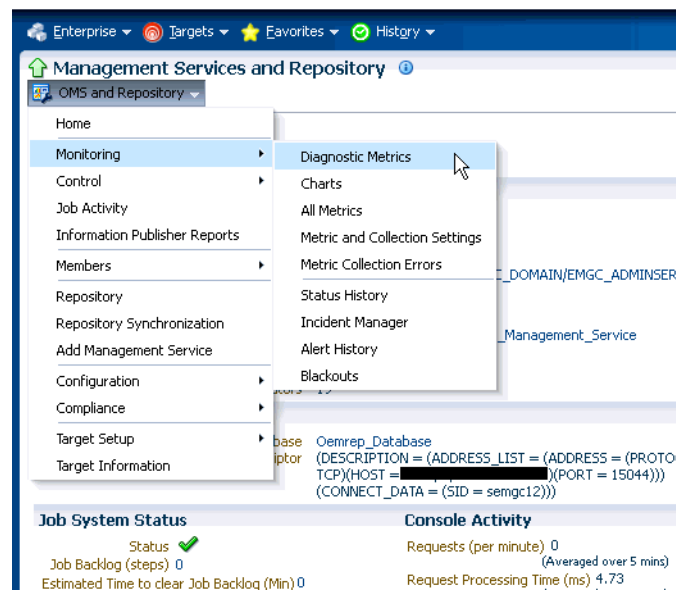 Enterprise Targets Favorites History
Management Services and Repository
OMS and Repository
Home
Monitoring
Control
Job Activity
Information Publisher Reports
Members
Repository
Repository Synchronization
Add Management Service
Configuration
Compliance
Target Setup
Target Information
Diagnostic Metrics
Charts
All Metrics
Metric and Collection Settings
Metric Collection Errors
Status History
Incident Manager
Alert History
Blackouts
C_DOMAIN/EMGC_ADMINSER
_Management_Service
base Oemrep_Database
iptor (DESCRIPTION = (ADDRESS_LIST = (ADDRESS = (PROTO
TCP)(HOST = )(PORT = 15044)))
(CONNECT_DATA = (SID = semgc12)))
Job System Status
Status
Job Backlog (steps) 0
Estimated Time to clear Job Backlog (Min) 0
Console Activity
Requests (per minute) 0
(Averaged over 5 mins)
Request Processing Time (ms) 4.73